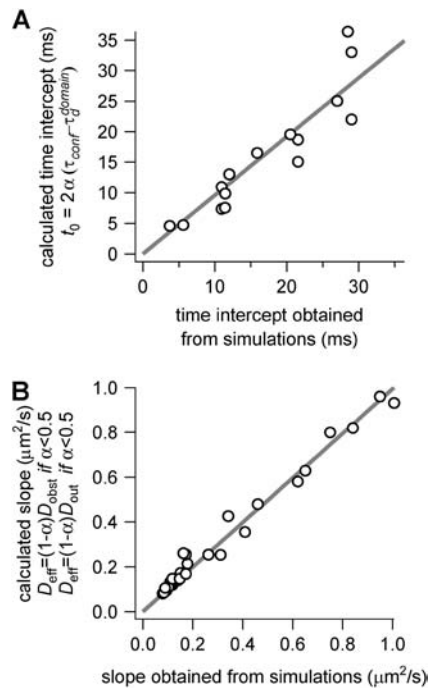 A
calculated time intercept (ms)
t₀ = 2α (τconf-τd^domain)
35
30
25
20
15
10
5
0
0 10 20 30
time intercept obtained
from simulations (ms)
B
calculated slope (μm²/s)
Deff=(1-α)Dobst if α<0.5
Deff=(1-α)Dout if α<0.5
1.0
0.8
0.6
0.4
0.2
0.0
0.0 0.2 0.4 0.6 0.8 1.0
slope obtained from simulations (μm²/s)